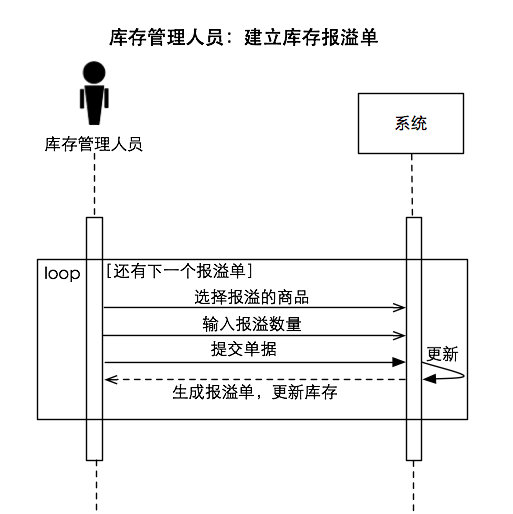 库存管理人员：建立库存报溢单
库存管理人员
系统
loop
[还有下一个报溢单]
选择报溢的商品
输入报溢数量
提交单据
更新
生成报溢单，更新库存